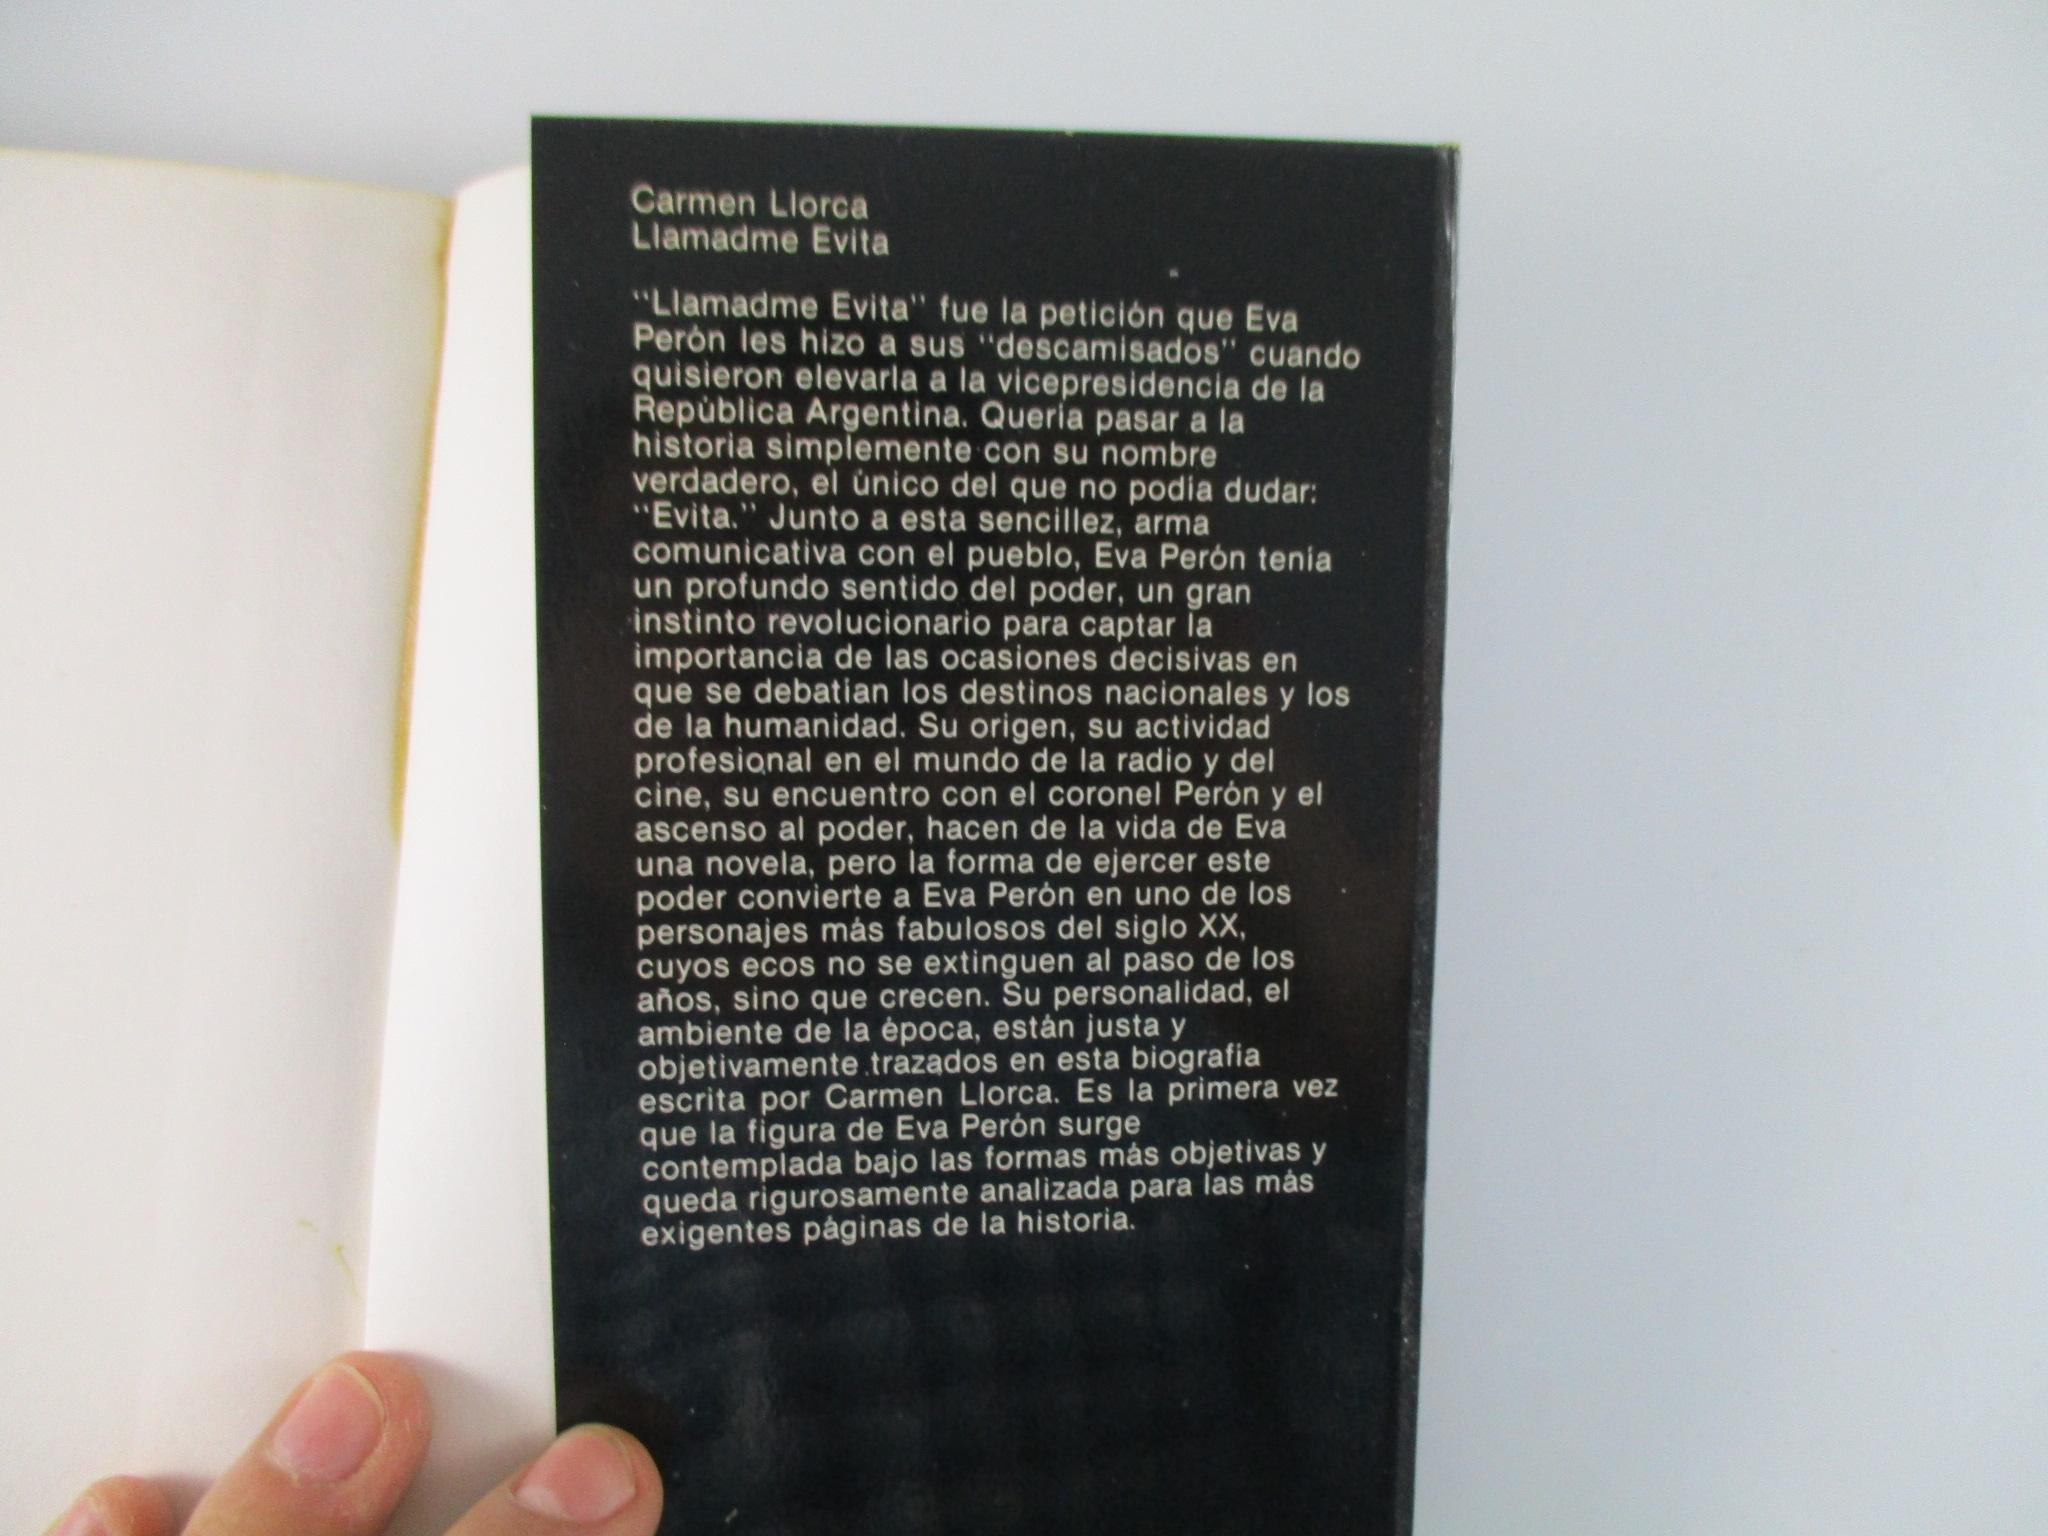 Carmen Llorca
Llamadme Evita
"Llamadme Evita" fue la petición que Eva
Perón les hizo a sus "descamisados" cuando
quisieron elevarla a la vicepresidencia de la
República Argentina. Quería pasar a la
historia simplemente con su nombre
verdadero, el único del que no podía dudar:
"Evita." Junto a esta sencillez, arma
comunicativa con el pueblo, Eva Perón tenía
un profundo sentido del poder, un gran
instinto revolucionario para captar la
importancia de las ocasiones decisivas en
que se debatían los destinos nacionales y los
de la humanidad. Su origen, su actividad
profesional en el mundo de la radio y del
cine, su encuentro con el coronel Perón y el
ascenso al poder, hacen de la vida de Eva
una novela, pero la forma de ejercer este
poder convierte a Eva Perón en uno de los
personajes más fabulosos del siglo XX,
cuyos ecos no se extinguen al paso de los
años, sino que crecen. Su personalidad, el
ambiente de la época, están justa y
objetivamente trazados en esta biografía
escrita por Carmen Llorca. Es la primera vez
que la figura de Eva Perón surge
contemplada bajo las formas más objetivas y
queda rigurosamente analizada para las más
exigentes páginas de la historia.